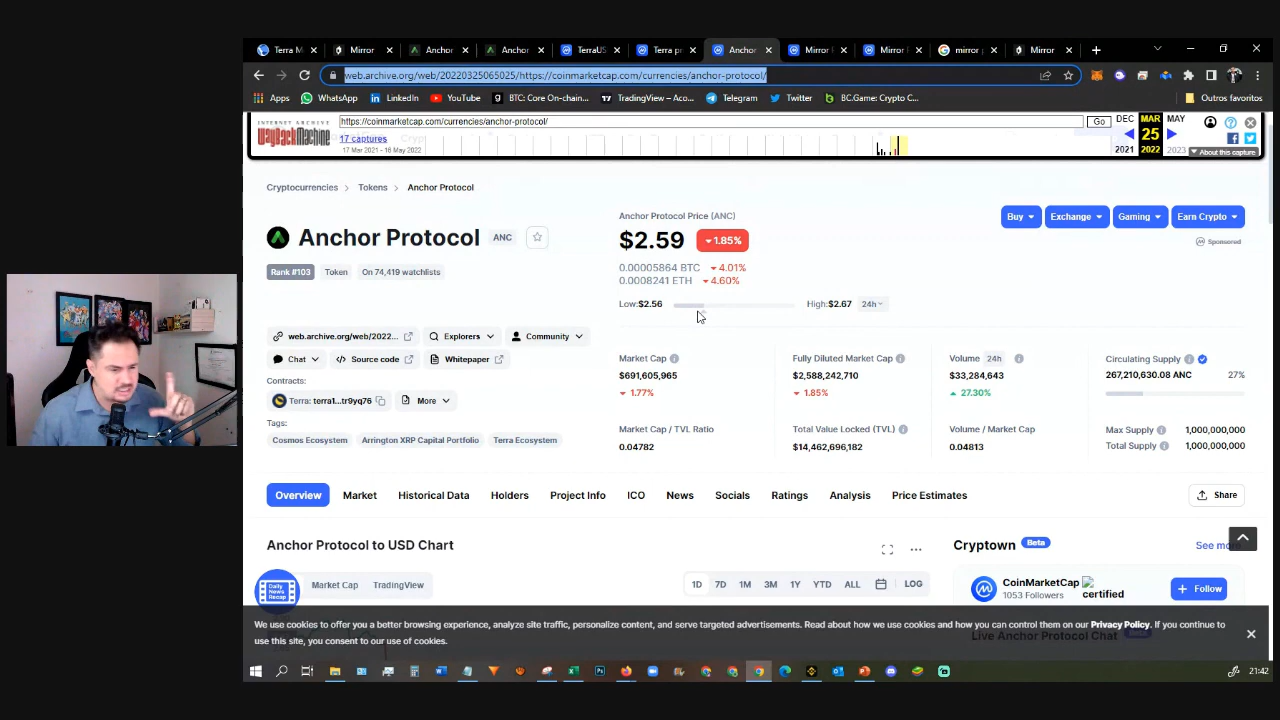 Terra M
Mirror
Anchor
Anchor
TerraUS
Terra pr
Anchor
Mirror
Mirror
mirror p
Mirror
web.archive.org/web/20220325065025/https://coinmarketcap.com/currencies/anchor-protocol/
Apps WhatsApp LinkedIn YouTube BTC: Core On-chain... TradingView – Aco... Telegram Twitter BC.Game: Crypto C... Outros favoritos
INTERNET ARCHIVE
WayBackMachine
https://coinmarketcap.com/currencies/anchor-protocol/
Go
DEC MAR MAY
17 captures
25
17 Mar 2021 - 16 May 2022
2021 2022 2023
About this capture
Cryptocurrencies > Tokens > Anchor Protocol
Anchor Protocol Price (ANC)
Buy Exchange Gaming Earn Crypto
Anchor Protocol ANC
$2.59 1.85%
Sponsored
Rank #103 Token On 74,419 watchlists
0.00005864 BTC 4.01%
0.0008241 ETH 4.60%
Low:$2.56 High:$2.67 24h
web.archive.org/web/2022... Explorers Community
Chat Source code Whitepaper
Contracts:
Terra: terra1...tr9yq76 More
Tags:
Cosmos Ecosystem Arrington XRP Capital Portfolio Terra Ecosystem
Market Cap Fully Diluted Market Cap Volume 24h Circulating Supply
$691,605,965 $2,588,242,710 $33,284,643 267,210,630.08 ANC 27%
1.77% 1.85% 27.30%
Market Cap / TVL Ratio Total Value Locked (TVL) Volume / Market Cap Max Supply 1,000,000,000
0.04782 $14,462,696,182 0.04813 Total Supply 1,000,000,000
Overview Market Historical Data Holders Project Info ICO News Socials Ratings Analysis Price Estimates Share
Anchor Protocol to USD Chart
Cryptown Beta See more
Daily News Recap
Market Cap TradingView
1D 7D 1M 3M 1Y YTD ALL LOG
CoinMarketCap certified
1053 Followers
+ Follow
Live Anchor Protocol Chat
We use cookies to offer you a better browsing experience, analyze site traffic, personalize content, and serve targeted advertisements. Read about how we use cookies and how you can control them on our Privacy Policy. If you continue to
use this site, you consent to our use of cookies.
21:42